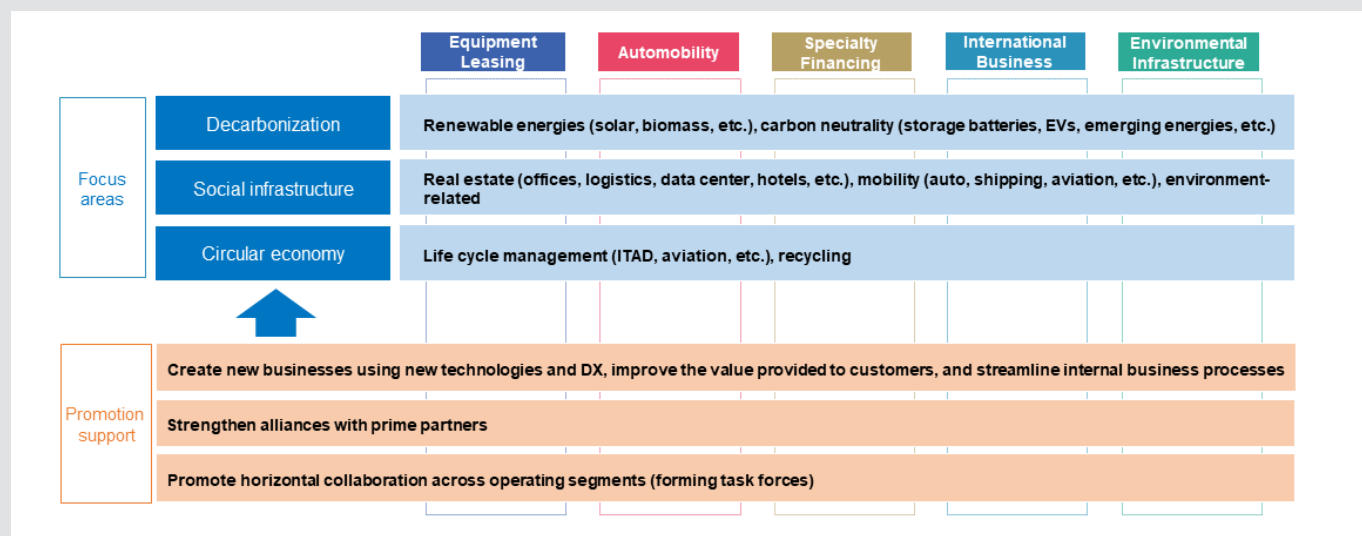 Equipment
Leasing
Automobility
Specialty
Financing
International
Business
Environmental
Infrastructure
Focus
areas
Decarbonization
Renewable energies (solar, biomass, etc.), carbon neutrality (storage batteries, EVs, emerging energies, etc.)
Social infrastructure
Real estate (offices, logistics, data center, hotels, etc.), mobility (auto, shipping, aviation, etc.), environment-
related
Circular economy
Life cycle management (ITAD, aviation, etc.), recycling
Promotion
support
Create new businesses using new technologies and DX, improve the value provided to customers, and streamline internal business processes
Strengthen alliances with prime partners
Promote horizontal collaboration across operating segments (forming task forces)